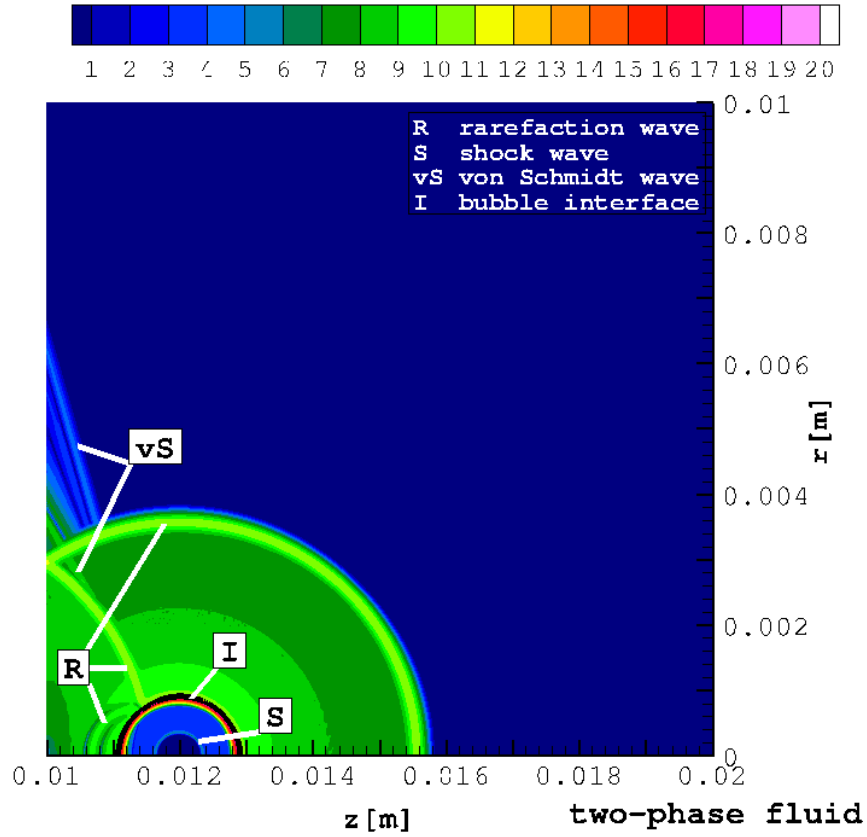 1 2 3 4 5 6 7 8 9 10 11 12 13 14 15 16 17 18 19 20
0.01
R rarefaction wave
S shock wave
vS von Schmidt wave
I bubble interface
0.008
0.006
r[m]
vS
0.004
0.002
I
R
S
0
0.01 0.012 0.014 0.016 0.018 0.02
z[m]
two-phase fluid